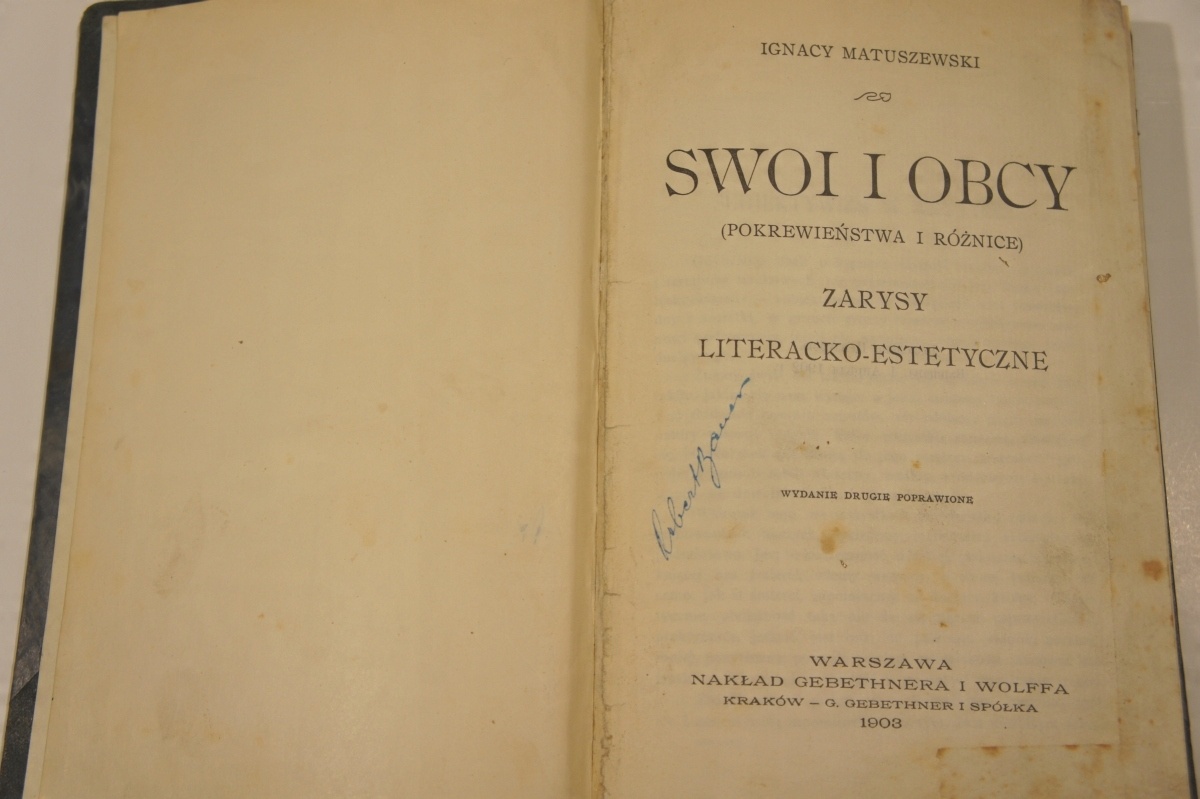 IGNACY MATUSZEWSKI
SWOI I OBCY
(POKREWIEŃSTWA I RÓŻNICE)
ZARYSY
LITERACKO-ESTETYCZNE
Robert
WYDANIE DRUGIE POPRAWIONE
WARSZAWA
NAKŁAD GEBETHNERA I WOLFFA
KRAKÓW – G. GEBETHNER I SPÓŁKA
1903